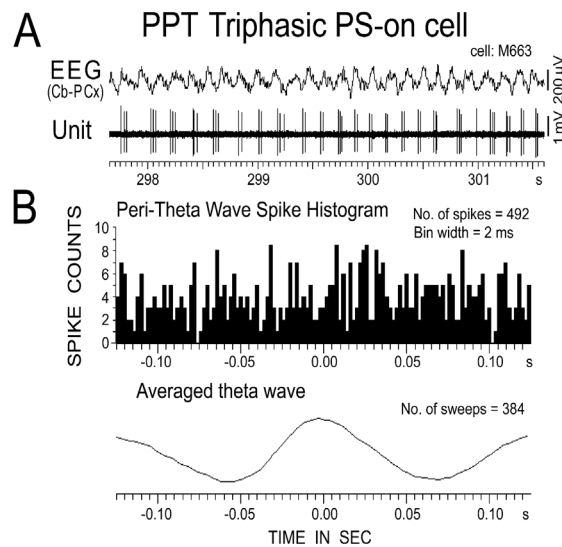 A
PPT Triphasic PS-on cell
cell: M663
EEG
(Cb-PCx)
200 µV
Unit
1 mV
298 299 300 301 s
B
Peri-Theta Wave Spike Histogram
No. of spikes = 492
Bin width = 2 ms
SPIKE COUNTS
10
8
6
4
2
0
-0.10 -0.05 0.00 0.05 0.10 s
Averaged theta wave
No. of sweeps = 384
-0.10 -0.05 0.00 0.05 0.10 s
TIME IN SEC